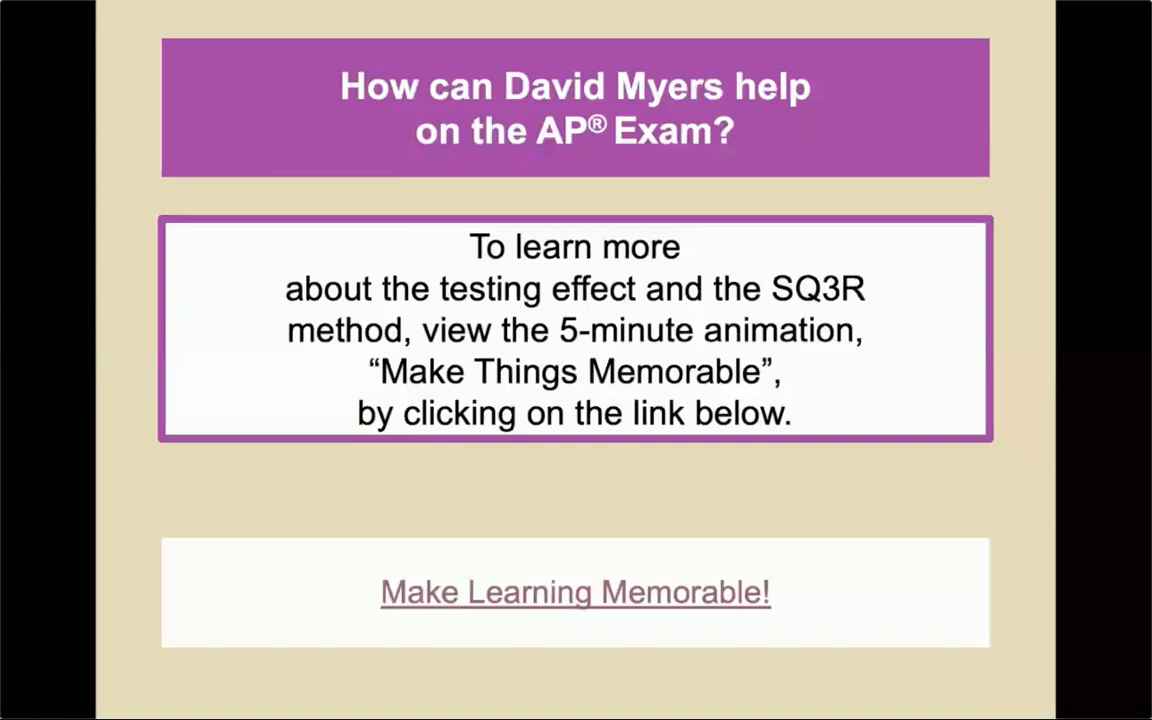 How can David Myers help
on the AP® Exam?
To learn more
about the testing effect and the SQ3R
method, view the 5-minute animation,
“Make Things Memorable”,
by clicking on the link below.
Make Learning Memorable!